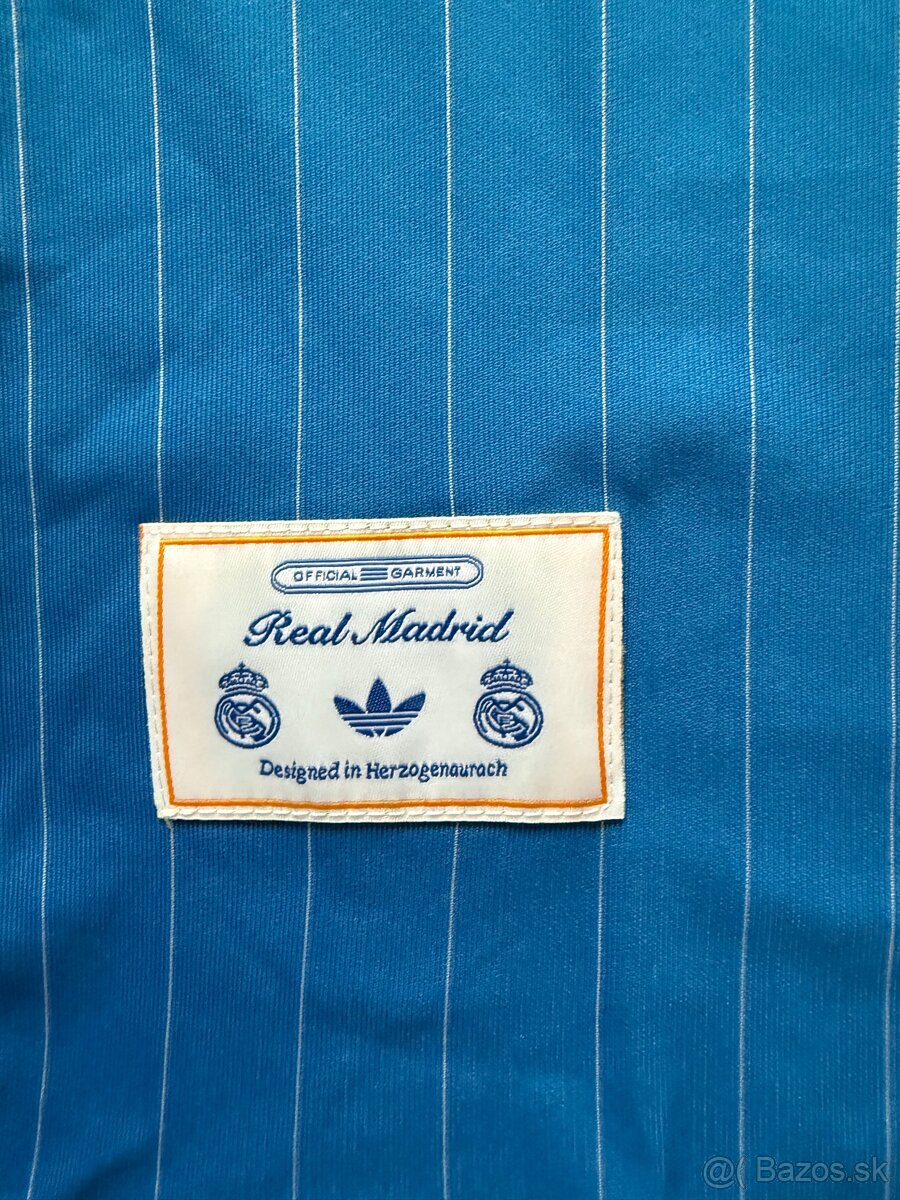 OFFICIAL GARMENT
Real Madrid
Designed in Herzogenaurach
@( Bazos.sk